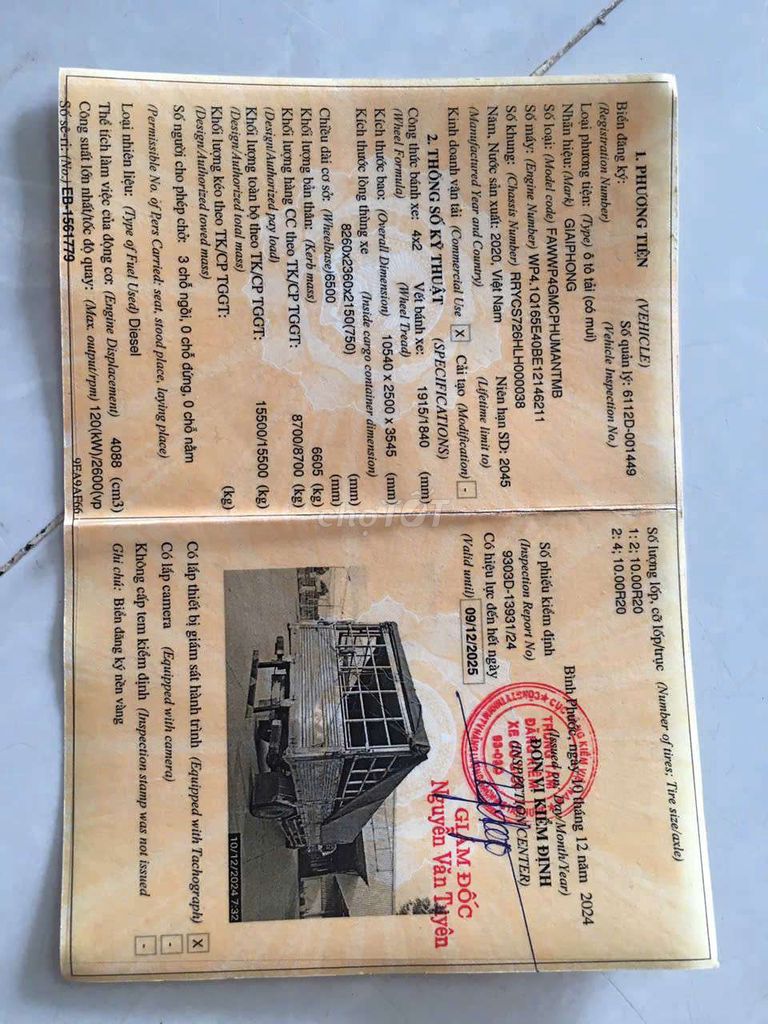 1. PHƯƠNG TIỆN (VEHICLE)
Biển đăng ký: Số quản lý: 6112D-001449
(Registration Number) (Vehicle Inspection No.)
Loại phương tiện: (Type) ô tô tải (có mui)
Nhãn hiệu: (Mark) GIAIPHONG
Số loại: (Model code) FAWWP4GMCPHUMANTMB
Số máy: (Engine Number) WP4.1Q165E40BE12146211
Số khung: (Chassis Number) RRYGS726HLH000038
Năm, Nước sản xuất: 2020, Việt Nam Niên hạn SD: 2045
(Manufactured Year and Country) (Lifetime limit to)
Kinh doanh vận tải (Commercial Use) X Cải tạo (Modification) -
2. THÔNG SỐ KỸ THUẬT (SPECIFICATIONS)
Công thức bánh xe: 4x2 Vết bánh xe: 1915/1840 (mm)
(Wheel Formula) (Wheel Tread)
Kích thước bao: (Overall Dimension) 10540 x 2500 x 3545 (mm)
Kích thước lòng thùng xe (Inside cargo container dimension)
8260x2360x2150(750) (mm)
Chiều dài cơ sở: (Wheelbase)6500 (mm)
Khối lượng bản thân: (Kerb mass) 6605 (kg)
Khối lượng hàng CC theo TK/CP TGGT: 8700/8700 (kg)
(Design/Authorized pay load)
Khối lượng toàn bộ theo TK/CP TGGT: 15500/15500 (kg)
(Design/Authorized total mass)
Khối lượng kéo theo TK/CP TGGT: (kg)
(Design/Authorized towed mass)
Số người cho phép chở: 3 chỗ ngồi, 0 chỗ đứng, 0 chỗ nằm
(Permissible No. of Pers Carried: seat, stood place, laying place)
Loại nhiên liệu: (Type of Fuel Used) Diesel
Thể tích làm việc của động cơ: (Engine Displacement) 4088 (cm3)
Công suất lớn nhất/tốc độ quay: (Max. output/rpm) 120(kW)/2600(vp
Số sê-ri: (No.) EB-1561779 9EA9AF66
Số lượng lốp, cỡ lốp/trục (Number of tires; Tire size/axle)
1: 2; 10.00R20
2: 4; 10.00R20
Bình Phước, ngày 10 tháng 12 năm 2024
(Issued on: Day/Month/Year)
Số phiếu kiểm định ĐƠN VỊ KIỂM ĐỊNH
(Inspection Report No) (INSPECTION CENTER)
9303D-13931/24
Có hiệu lực đến hết ngày
(Valid until) 09/12/2025
TRUNG TÂM
ĐĂNG KIỂM
XE CƠ GIỚI
93-03D
GIÁM ĐỐC
Nguyễn Văn Tuyên
chợTỐT
10/12/2024 7:32
Có lắp thiết bị giám sát hành trình (Equipped with Tachograph) X
Có lắp camera (Equipped with camera) -
Không cấp tem kiểm định (Inspection stamp was not issued -
Ghi chú: Biển đăng ký nền vàng